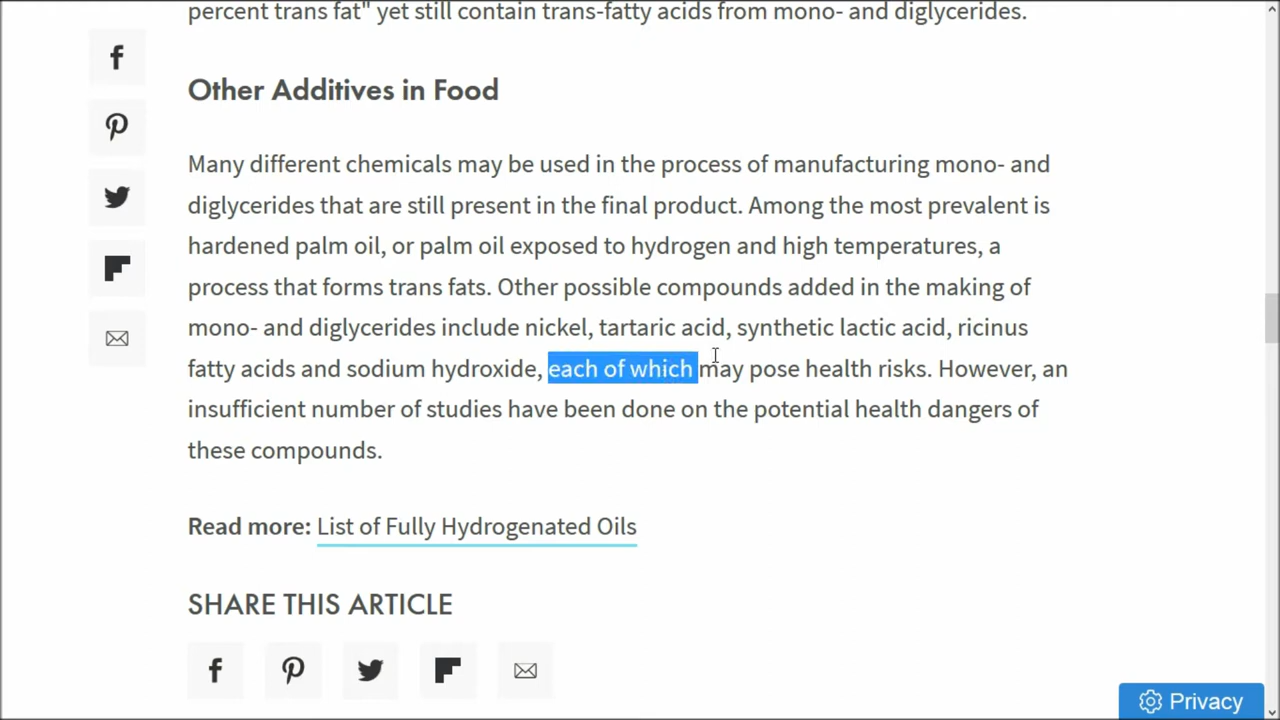 percent trans fat" yet still contain trans-fatty acids from mono- and diglycerides.
Other Additives in Food
Many different chemicals may be used in the process of manufacturing mono- and
diglycerides that are still present in the final product. Among the most prevalent is
hardened palm oil, or palm oil exposed to hydrogen and high temperatures, a
process that forms trans fats. Other possible compounds added in the making of
mono- and diglycerides include nickel, tartaric acid, synthetic lactic acid, ricinus
fatty acids and sodium hydroxide, each of which may pose health risks. However, an
insufficient number of studies have been done on the potential health dangers of
these compounds.
Read more: List of Fully Hydrogenated Oils
SHARE THIS ARTICLE
Privacy